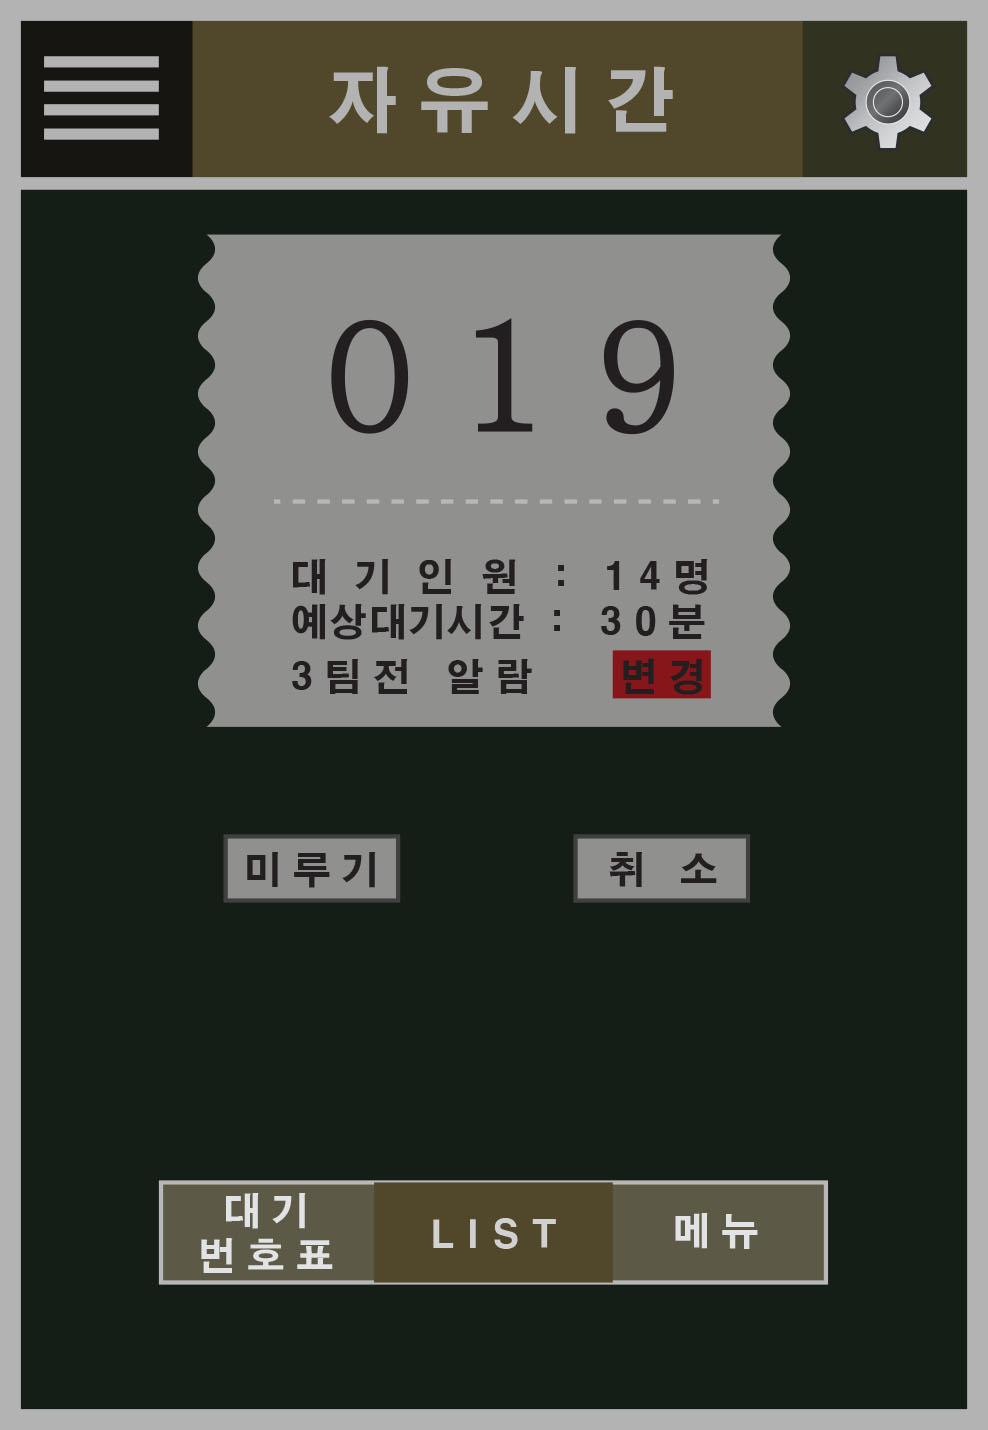 자유시간
019
대기인원 : 14명
예상대기시간 : 30분
3팀전 알람 변경
미루기 취소
대기
번호표
LIST
메뉴